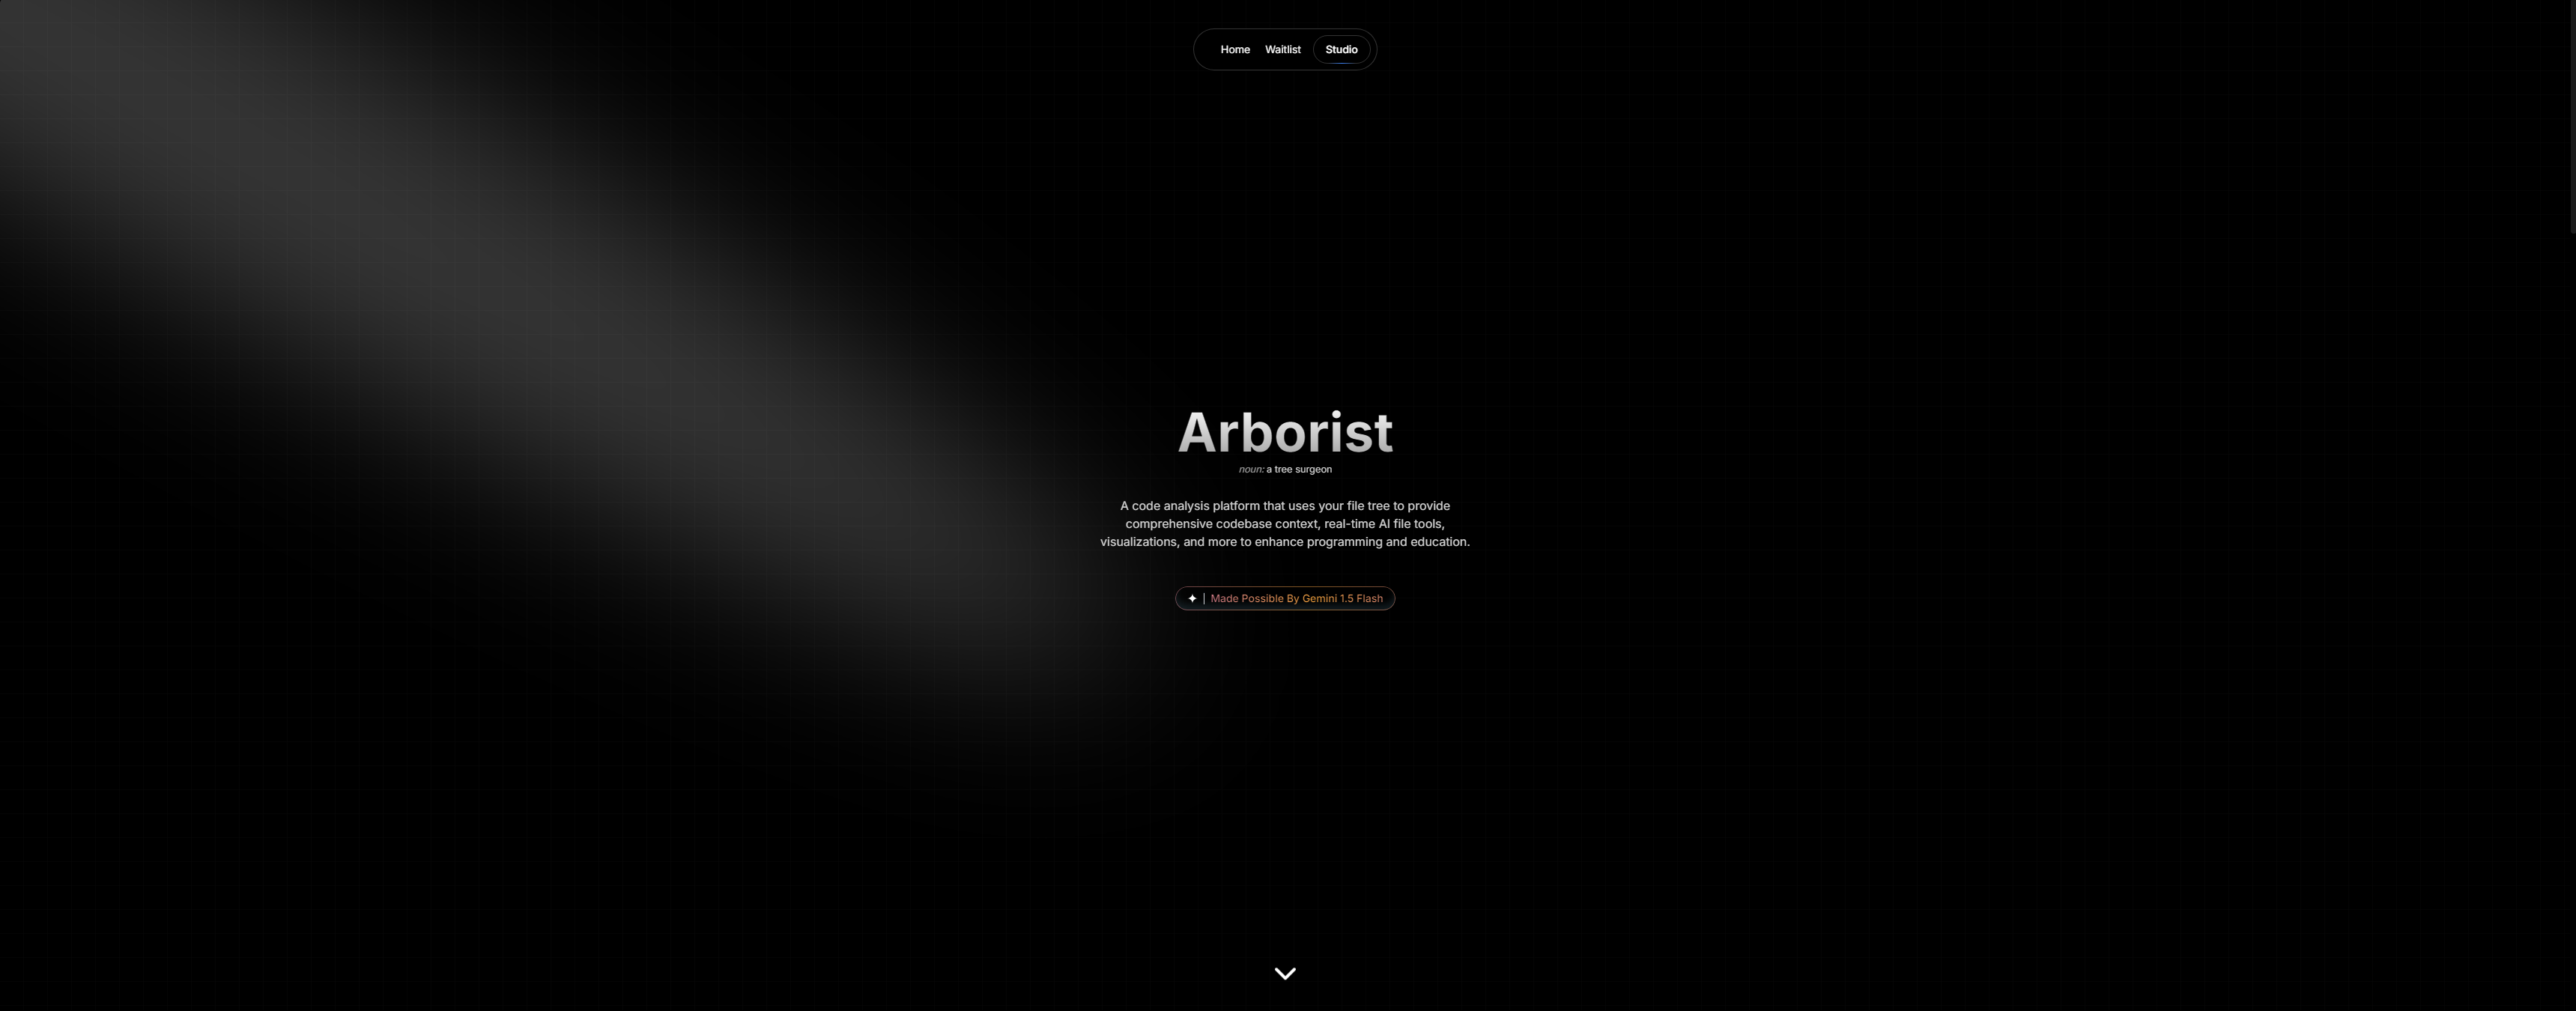 Home Waitlist Studio
Arborist
noun: a tree surgeon
A code analysis platform that uses your file tree to provide
comprehensive codebase context, real-time AI file tools,
visualizations, and more to enhance programming and education.
✦ | Made Possible By Gemini 1.5 Flash